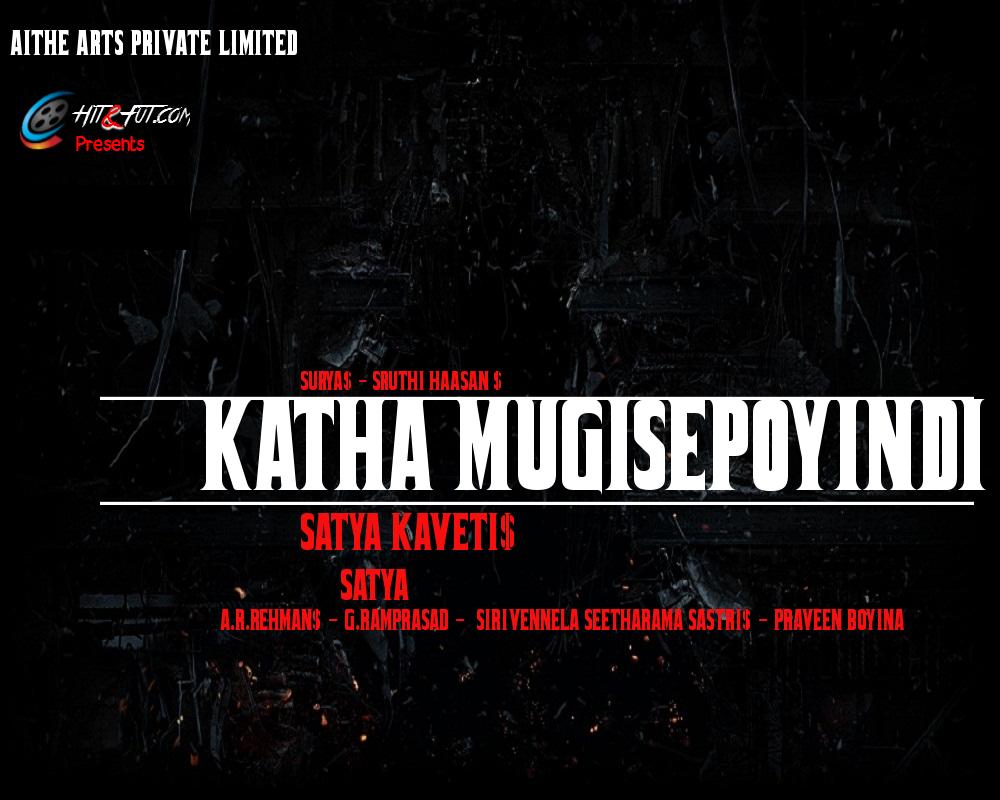 AITHE ARTS PRIVATE LIMITED
HIT&FUT.COM
Presents
SURYA$ - SRUTHI HAASAN $
KATHA MUGISEPOYINDI
SATYA KAVETI$
SATYA
A.R.REHMAN$ - G.RAMPRASAD - SIRIVENNELA SEETHARAMA SASTRI$ - PRAVEEN BOYINA